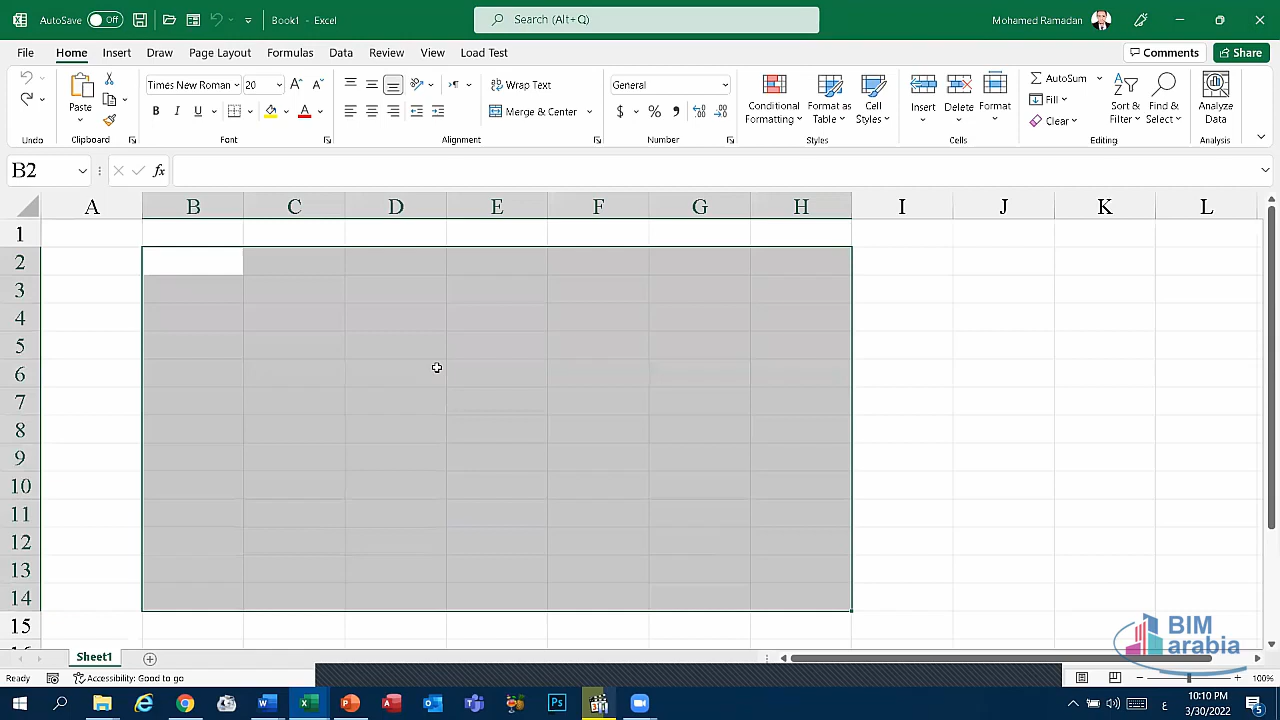 AutoSave Off Book1 - Excel Search (Alt+Q) Mohamed Ramadan
File Home Insert Draw Page Layout Formulas Data Review View Load Test Comments Share
Paste Times New Roma 20 Wrap Text General Conditional Formatting Format as Table Cell Styles Insert Delete Format AutoSum Sort & Filter Find & Select Analyze Data
B I U Merge & Center $ % Fill
Clear
Undo Clipboard Font Alignment Number Styles Cells Editing Analysis
B2 fx
A B C D E F G H I J K L
1
2
3
4
5
6
7
8
9
10
11
12
13
14
15
BIM
arabia
Sheet1
Ready Accessibility: Good to go 100%
10:10 PM
3/30/2022
ع
5